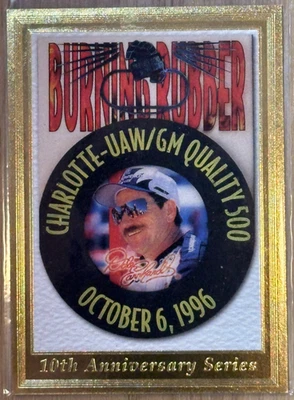 BURNING RUBBER
CHARLOTTE-UAW/GM QUALITY 500
OCTOBER 6, 1996
10th Anniversary Series